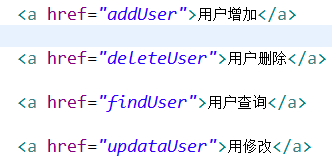 <a href="addUser">用户增加</a>
<a href="deleteUser">用户删除</a>
<a href="findUser">用户查询</a>
<a href="updataUser">用修改</a>